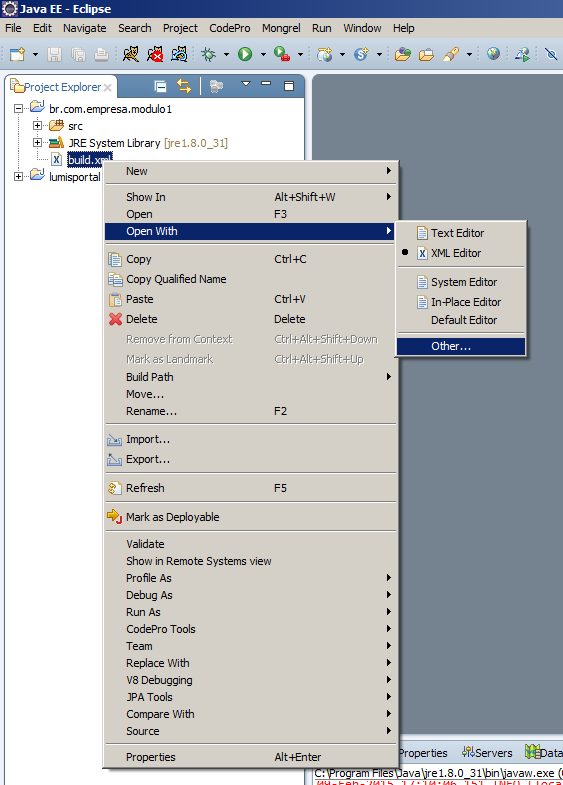 Java EE - Eclipse
File Edit Navigate Search Project CodePro Mongrel Run Window Help
Project Explorer
br.com.empresa.modulo1
src
JRE System Library [jre1.8.0_31]
build.xml
lumisportal
New
Show In Alt+Shift+W
Open F3
Open With
Copy Ctrl+C
Copy Qualified Name
Paste Ctrl+V
Delete Delete
Remove from Context Ctrl+Alt+Shift+Down
Mark as Landmark Ctrl+Alt+Shift+Up
Build Path
Move...
Rename... F2
Import...
Export...
Refresh F5
Mark as Deployable
Validate
Show in Remote Systems view
Profile As
Debug As
Run As
CodePro Tools
Team
Replace With
V8 Debugging
JPA Tools
Compare With
Source
Properties Alt+Enter
Text Editor
XML Editor
System Editor
In-Place Editor
Default Editor
Other...
Properties Servers Data
C:\Program Files\Java\jre1.8.0_31\bin\javaw.exe